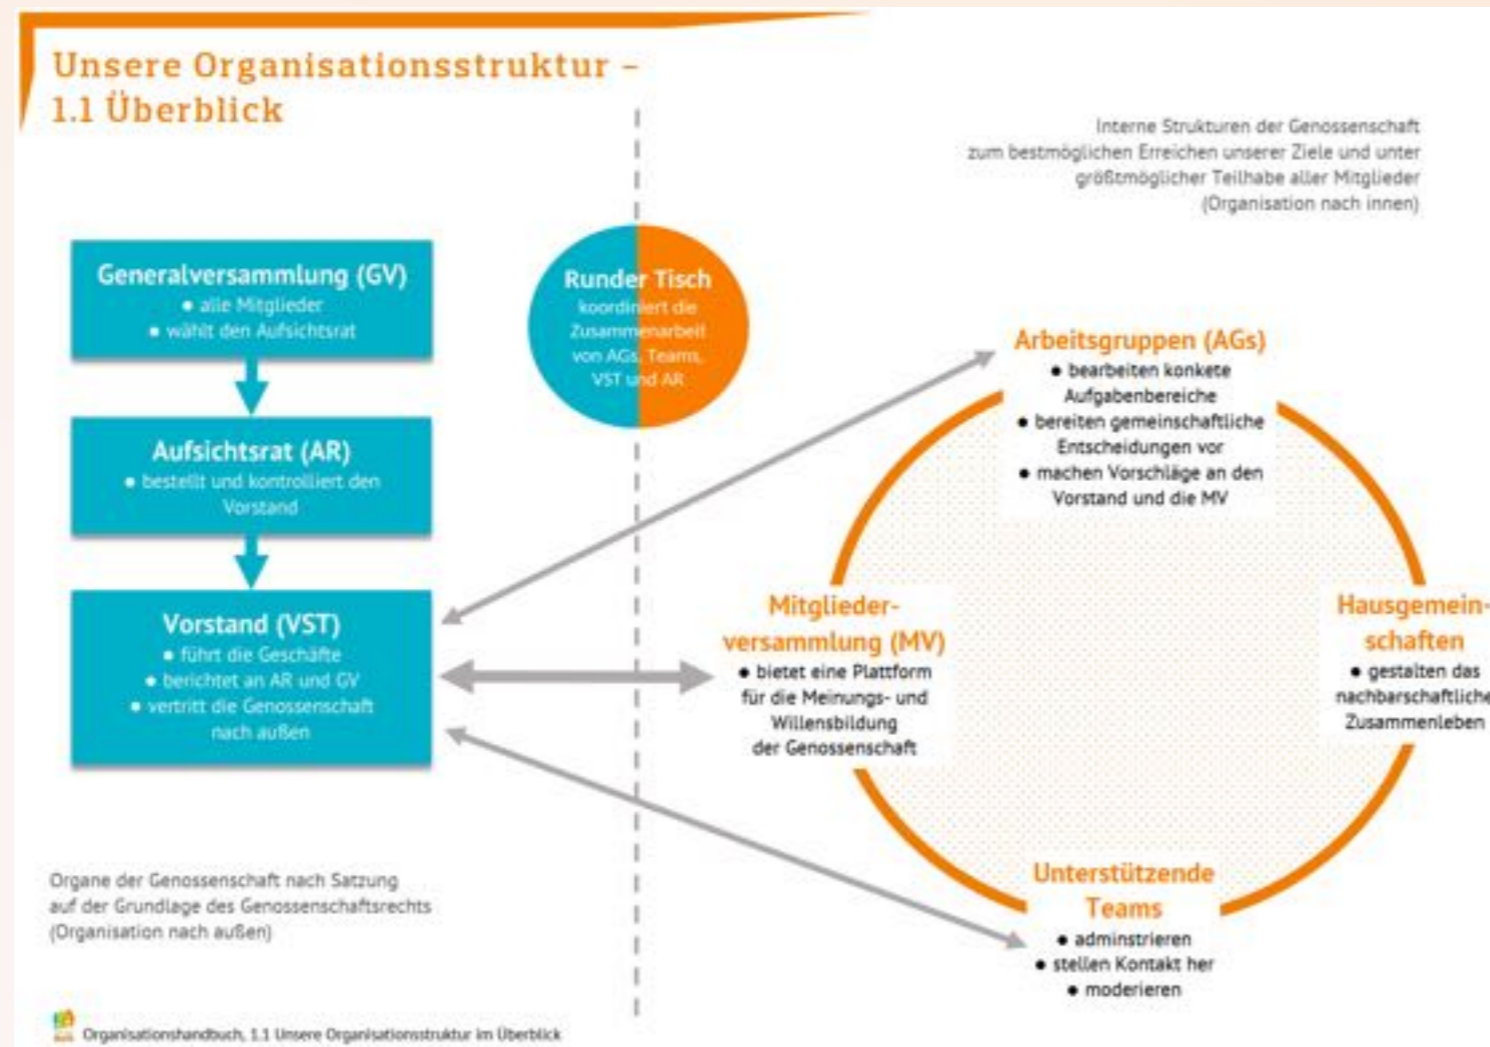 Unsere Organisationsstruktur –
1.1 Überblick
Interne Strukturen der Genossenschaft
zum bestmöglichen Erreichen unserer Ziele und unter
größtmöglicher Teilhabe aller Mitglieder
(Organisation nach innen)
Generalversammlung (GV)
● alle Mitglieder
● wählt den Aufsichtsrat
Aufsichtsrat (AR)
● bestellt und kontrolliert den
Vorstand
Vorstand (VST)
● führt die Geschäfte
● berichtet an AR und GV
● vertritt die Genossenschaft
nach außen
Runder Tisch
koordiniert die
Zusammenarbeit
von AGs, Teams,
VST und AR
Arbeitsgruppen (AGs)
● bearbeiten konkete
Aufgabenbereiche
● bereiten gemeinschaftliche
Entscheidungen vor
● machen Vorschläge an den
Vorstand und die MV
Mitglieder-
versammlung (MV)
● bietet eine Plattform
für die Meinungs- und
Willensbildung
der Genossenschaft
Hausgemein-
schaften
● gestalten das
nachbarschaftliche
Zusammenleben
Unterstützende
Teams
● adminstrieren
● stellen Kontakt her
● moderieren
Organe der Genossenschaft nach Satzung
auf der Grundlage des Genossenschaftsrechts
(Organisation nach außen)
Organisationshandbuch, 1.1 Unsere Organisationsstruktur im Überblick